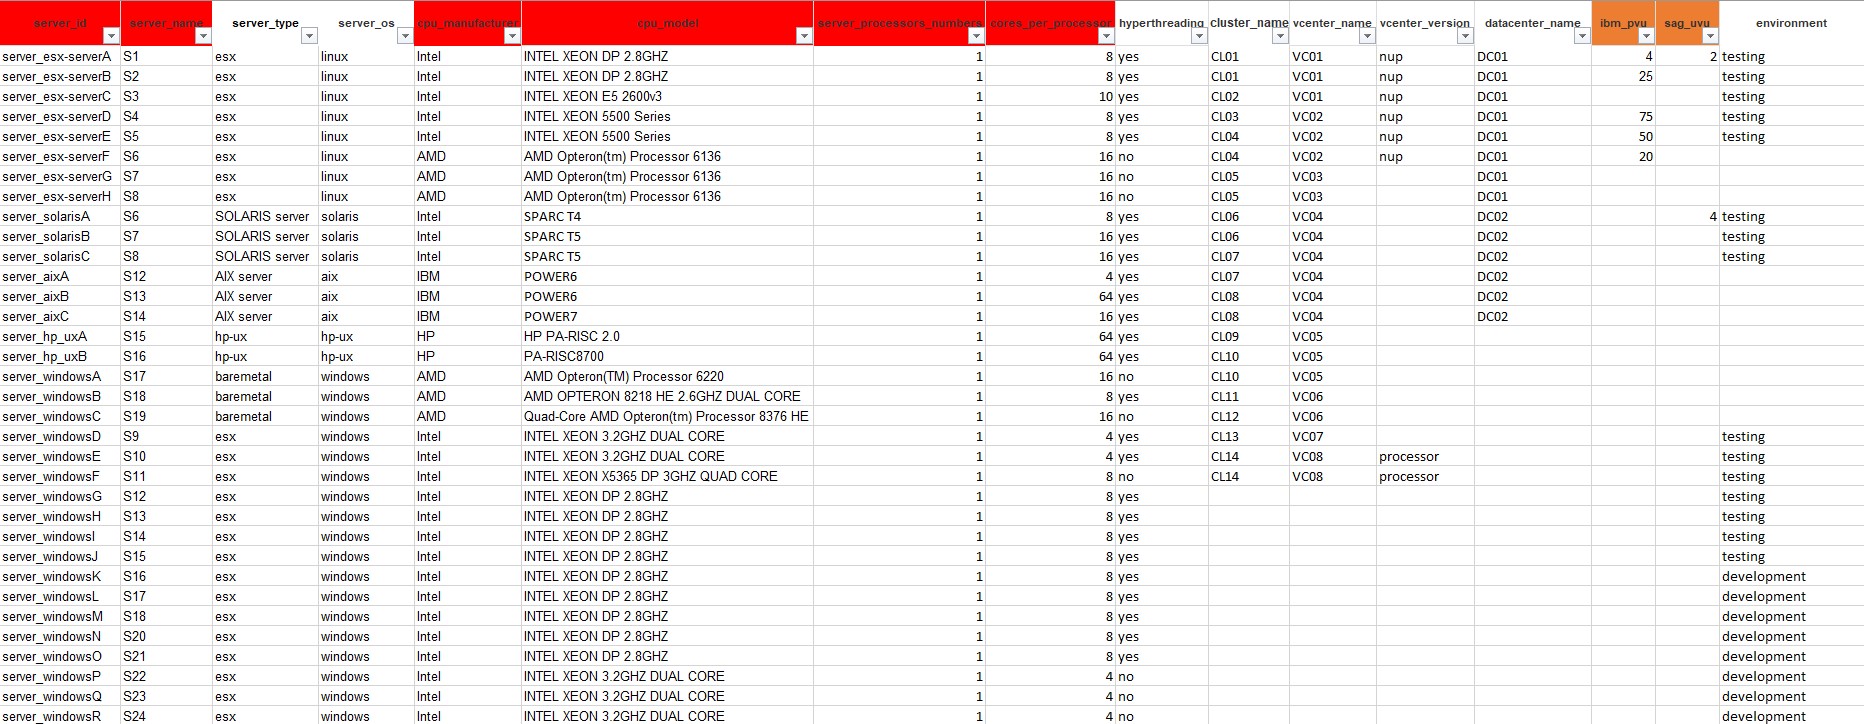 server_id server_name server_type server_os cpu_manufacturer cpu_model server_processors_numbers cores_per_processor hyperthreading cluster_name vcenter_name vcenter_version datacenter_name ibm_pvu sag_uvu environment
server_esx-serverA S1 esx linux Intel INTEL XEON DP 2.8GHZ 1 8 yes CL01 VC01 nup DC01 4 2 testing
server_esx-serverB S2 esx linux Intel INTEL XEON DP 2.8GHZ 1 8 yes CL01 VC01 nup DC01 25 testing
server_esx-serverC S3 esx linux Intel INTEL XEON E5 2600v3 1 10 yes CL02 VC01 nup DC01 testing
server_esx-serverD S4 esx linux Intel INTEL XEON 5500 Series 1 8 yes CL03 VC02 nup DC01 75 testing
server_esx-serverE S5 esx linux Intel INTEL XEON 5500 Series 1 8 yes CL04 VC02 nup DC01 50 testing
server_esx-serverF S6 esx linux AMD AMD Opteron(tm) Processor 6136 1 16 no CL04 VC02 nup DC01 20
server_esx-serverG S7 esx linux AMD AMD Opteron(tm) Processor 6136 1 16 no CL05 VC03 DC01
server_esx-serverH S8 esx linux AMD AMD Opteron(tm) Processor 6136 1 16 no CL05 VC03 DC01
server_solarisA S6 SOLARIS server solaris Intel SPARC T4 1 8 yes CL06 VC04 DC02 4 testing
server_solarisB S7 SOLARIS server solaris Intel SPARC T5 1 16 yes CL06 VC04 DC02 testing
server_solarisC S8 SOLARIS server solaris Intel SPARC T5 1 16 yes CL07 VC04 DC02 testing
server_aixA S12 AIX server aix IBM POWER6 1 4 yes CL07 VC04 DC02
server_aixB S13 AIX server aix IBM POWER6 1 64 yes CL08 VC04 DC02
server_aixC S14 AIX server aix IBM POWER7 1 16 yes CL08 VC04 DC02
server_hp_uxA S15 hp-ux hp-ux HP HP PA-RISC 2.0 1 64 yes CL09 VC05
server_hp_uxB S16 hp-ux hp-ux HP PA-RISC8700 1 64 yes CL10 VC05
server_windowsA S17 baremetal windows AMD AMD Opteron(TM) Processor 6220 1 16 no CL10 VC05
server_windowsB S18 baremetal windows AMD AMD OPTERON 8218 HE 2.6GHZ DUAL CORE 1 8 yes CL11 VC06
server_windowsC S19 baremetal windows AMD Quad-Core AMD Opteron(tm) Processor 8376 HE 1 16 no CL12 VC06
server_windowsD S9 esx windows Intel INTEL XEON 3.2GHZ DUAL CORE 1 4 yes CL13 VC07 testing
server_windowsE S10 esx windows Intel INTEL XEON 3.2GHZ DUAL CORE 1 4 yes CL14 VC08 processor testing
server_windowsF S11 esx windows Intel INTEL XEON X5365 DP 3GHZ QUAD CORE 1 8 no CL14 VC08 processor testing
server_windowsG S12 esx windows Intel INTEL XEON DP 2.8GHZ 1 8 yes testing
server_windowsH S13 esx windows Intel INTEL XEON DP 2.8GHZ 1 8 yes testing
server_windowsI S14 esx windows Intel INTEL XEON DP 2.8GHZ 1 8 yes testing
server_windowsJ S15 esx windows Intel INTEL XEON DP 2.8GHZ 1 8 yes testing
server_windowsK S16 esx windows Intel INTEL XEON DP 2.8GHZ 1 8 yes development
server_windowsL S17 esx windows Intel INTEL XEON DP 2.8GHZ 1 8 yes development
server_windowsM S18 esx windows Intel INTEL XEON DP 2.8GHZ 1 8 yes development
server_windowsN S20 esx windows Intel INTEL XEON DP 2.8GHZ 1 8 yes development
server_windowsO S21 esx windows Intel INTEL XEON DP 2.8GHZ 1 8 yes development
server_windowsP S22 esx windows Intel INTEL XEON 3.2GHZ DUAL CORE 1 4 no development
server_windowsQ S23 esx windows Intel INTEL XEON 3.2GHZ DUAL CORE 1 4 no development
server_windowsR S24 esx windows Intel INTEL XEON 3.2GHZ DUAL CORE 1 4 no development